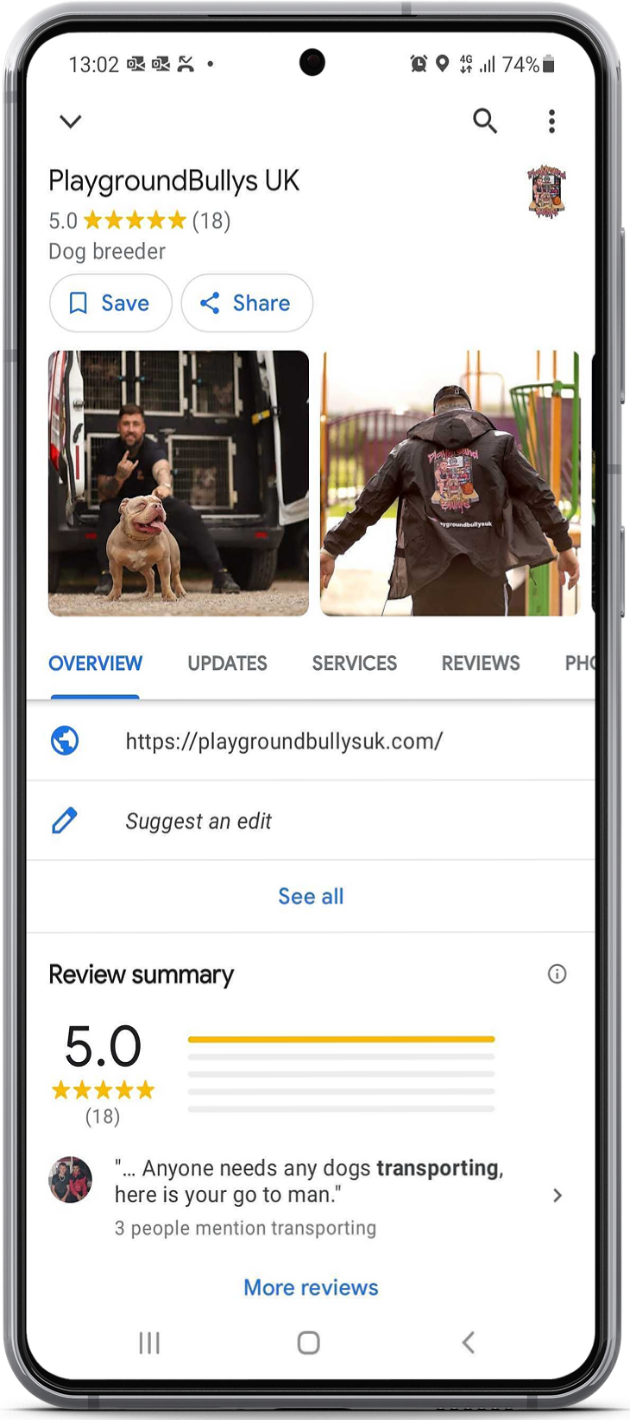 13:02
4G
74%
PlaygroundBullys UK
5.0 (18)
Dog breeder
Save
Share
Playground
Bullys
OVERVIEW
UPDATES
SERVICES
REVIEWS
https://playgroundbullysuk.com/
Suggest an edit
See all
Review summary
5.0
(18)
"... Anyone needs any dogs transporting,
here is your go to man."
3 people mention transporting
More reviews